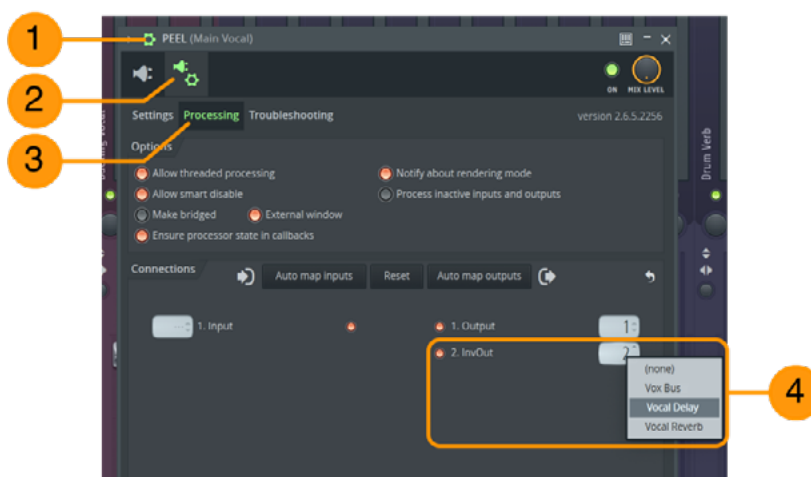 1
PEEL (Main Vocal)
2
ON MIX LEVEL
Settings Processing Troubleshooting
version 2.6.5.2256
3
Options
Allow threaded processing
Notify about rendering mode
Allow smart disable
Process inactive inputs and outputs
Make bridged
External window
Ensure processor state in callbacks
Connections
Auto map inputs
Reset
Auto map outputs
1. Input
1. Output
1
2. InvOut
2
(none)
Vox Bus
Vocal Delay
Vocal Reverb
4
Drum Verb